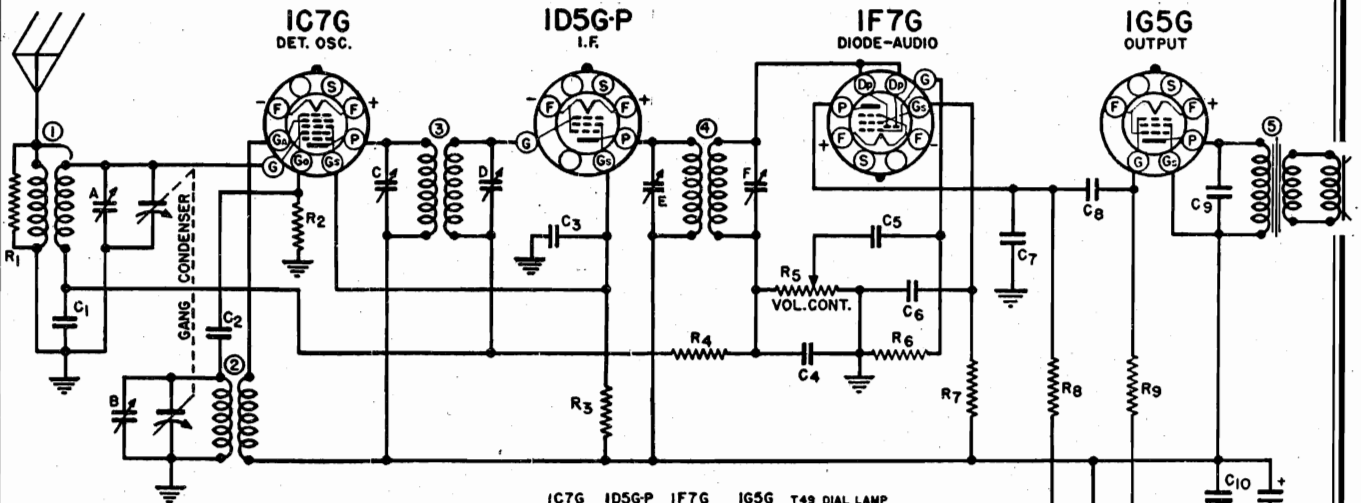 1C7G 1D5G-P 1F7G 1G5G
DET. OSC. I.F. DIODE-AUDIO OUTPUT
S S Dp Dp G
- F F + - F F + P Gs F F +
GA P G P + F F -
G Go Gs Gs S G Gs P
1 3 4 5
A C D E F
R1 R2 C3 C5 C7 C8 C9
GANG CONDENSER
R5
VOL.CONT.
C1 C2 C6
2 R4 C4 R6
B R3 R7 R8 R9
C10 +
1C7G 1D5G-P 1F7G 1G5G T49 DIAL LAMP